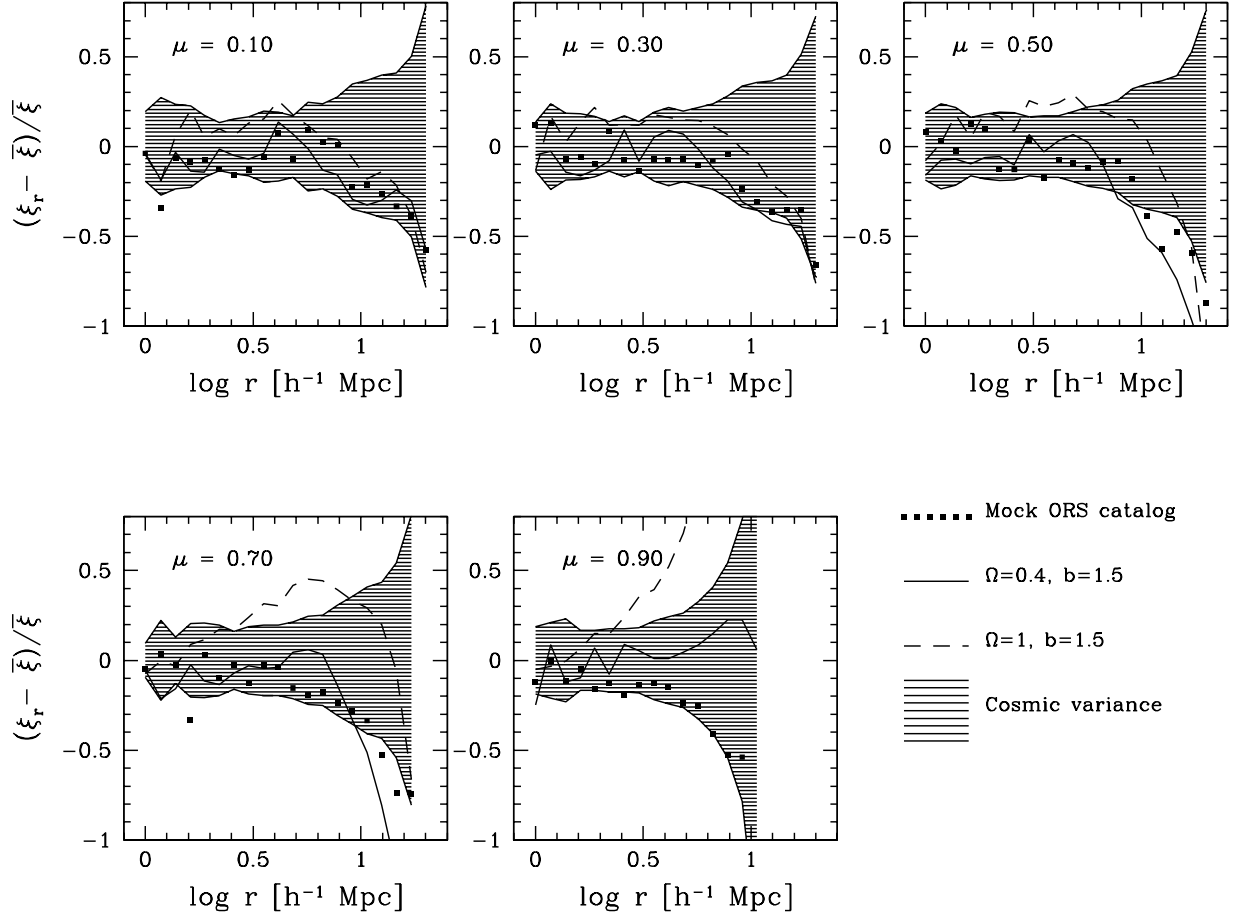 μ = 0.10
μ = 0.30
μ = 0.50
(ξᵣ − ξ̅)/ξ̅
0.5
0
−0.5
−1
0.5
0
−0.5
−1
0.5
0
−0.5
−1
0 0.5 1
0 0.5 1
0 0.5 1
log r [h⁻¹ Mpc]
log r [h⁻¹ Mpc]
log r [h⁻¹ Mpc]
μ = 0.70
μ = 0.90
(ξᵣ − ξ̅)/ξ̅
0.5
0
−0.5
−1
0.5
0
−0.5
−1
0 0.5 1
0 0.5 1
log r [h⁻¹ Mpc]
log r [h⁻¹ Mpc]
Mock ORS catalog
Ω=0.4, b=1.5
Ω=1, b=1.5
Cosmic variance